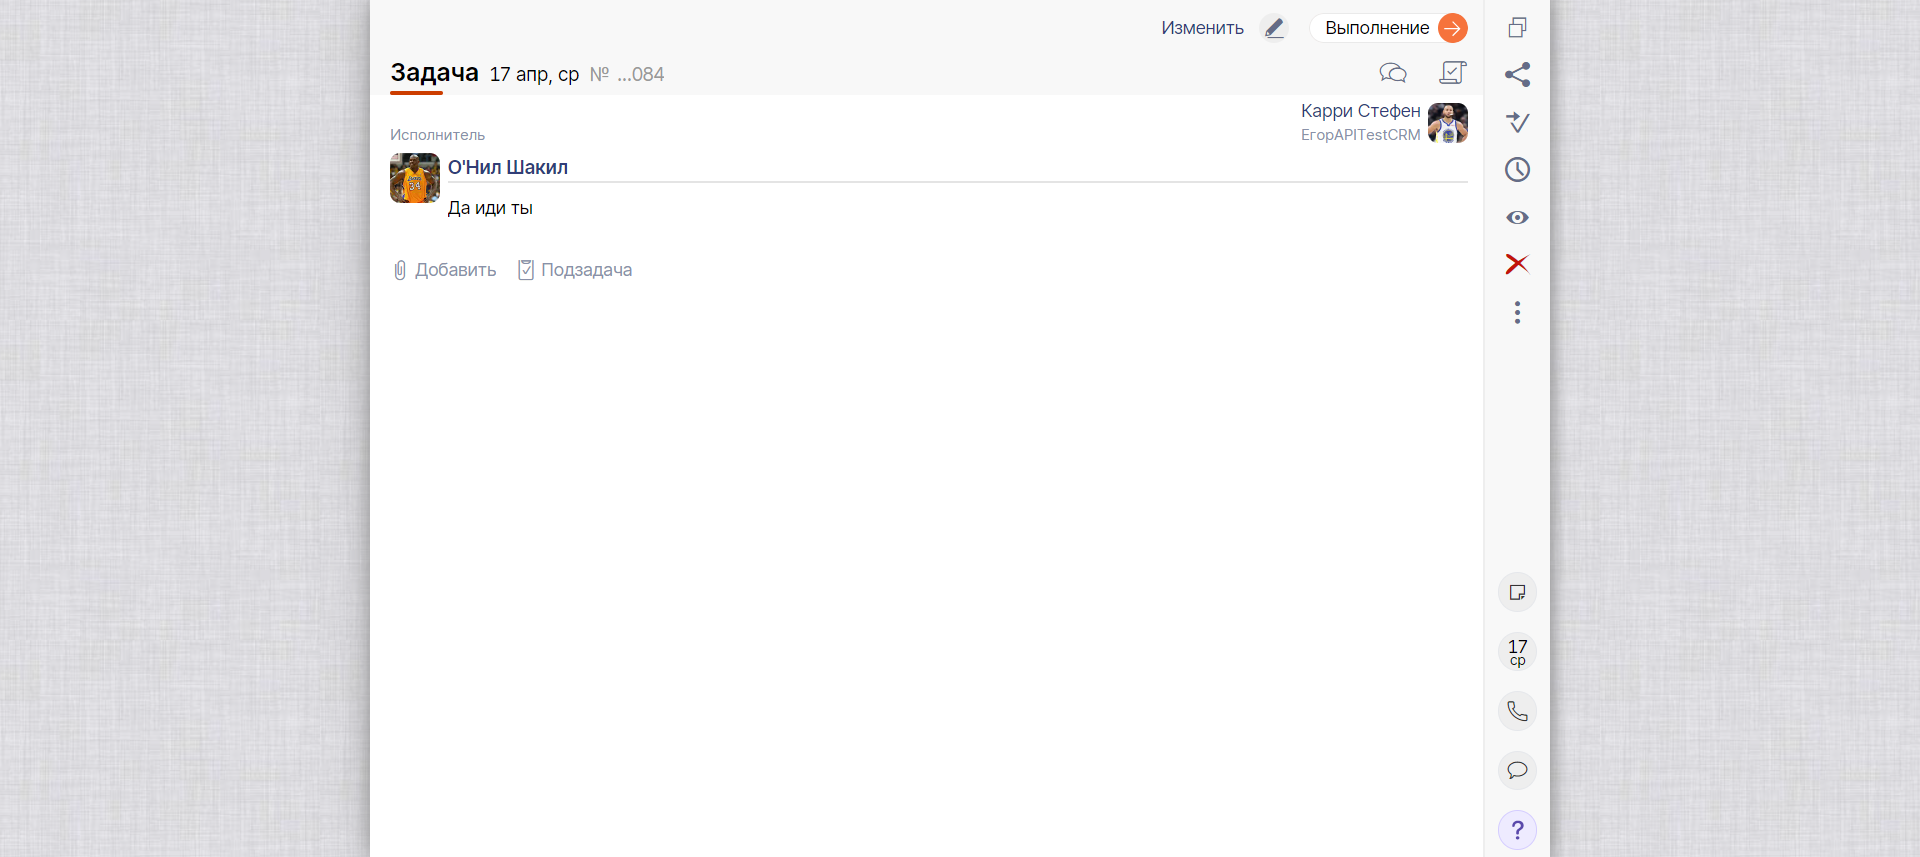 Изменить
Выполнение
Задача 17 апр, ср № ...084
Карри Стефен
ЕгорAPITestCRM
Исполнитель
О'Нил Шакил
Да иди ты
Добавить Подзадача
17
ср
?
34